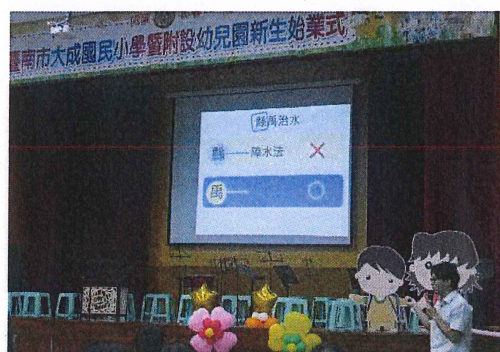 臺南市大成國民小學暨附設幼兒園新生始業式
鯀禹治水
鯀——障水法
禹——